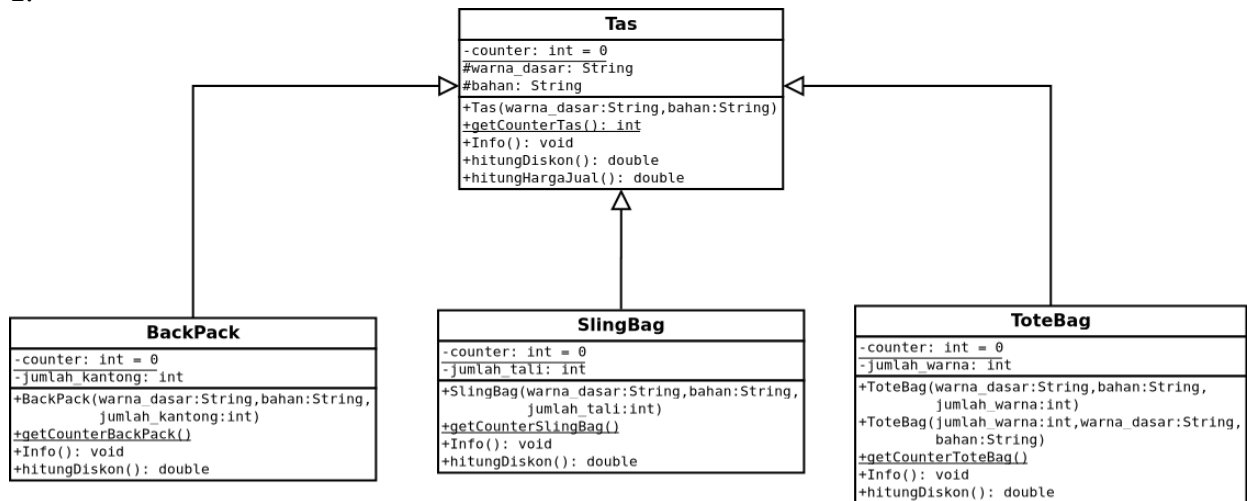 Tas
-counter: int = 0
#warna_dasar: String
#bahan: String
+Tas(warna_dasar:String,bahan:String)
+getCounterTas(): int
+Info(): void
+hitungDiskon(): double
+hitungHargaJual(): double
BackPack
-counter: int = 0
-jumlah_kantong: int
+BackPack(warna_dasar:String,bahan:String,
jumlah_kantong:int)
+getCounterBackPack()
+Info(): void
+hitungDiskon(): double
SlingBag
-counter: int = 0
-jumlah_tali: int
+SlingBag(warna_dasar:String,bahan:String,
jumlah_tali:int)
+getCounterSlingBag()
+Info(): void
+hitungDiskon(): double
ToteBag
-counter: int = 0
-jumlah_warna: int
+ToteBag(warna_dasar:String,bahan:String,
jumlah_warna:int)
+ToteBag(jumlah_warna:int,warna_dasar:String,
bahan:String)
+getCounterToteBag()
+Info(): void
+hitungDiskon(): double